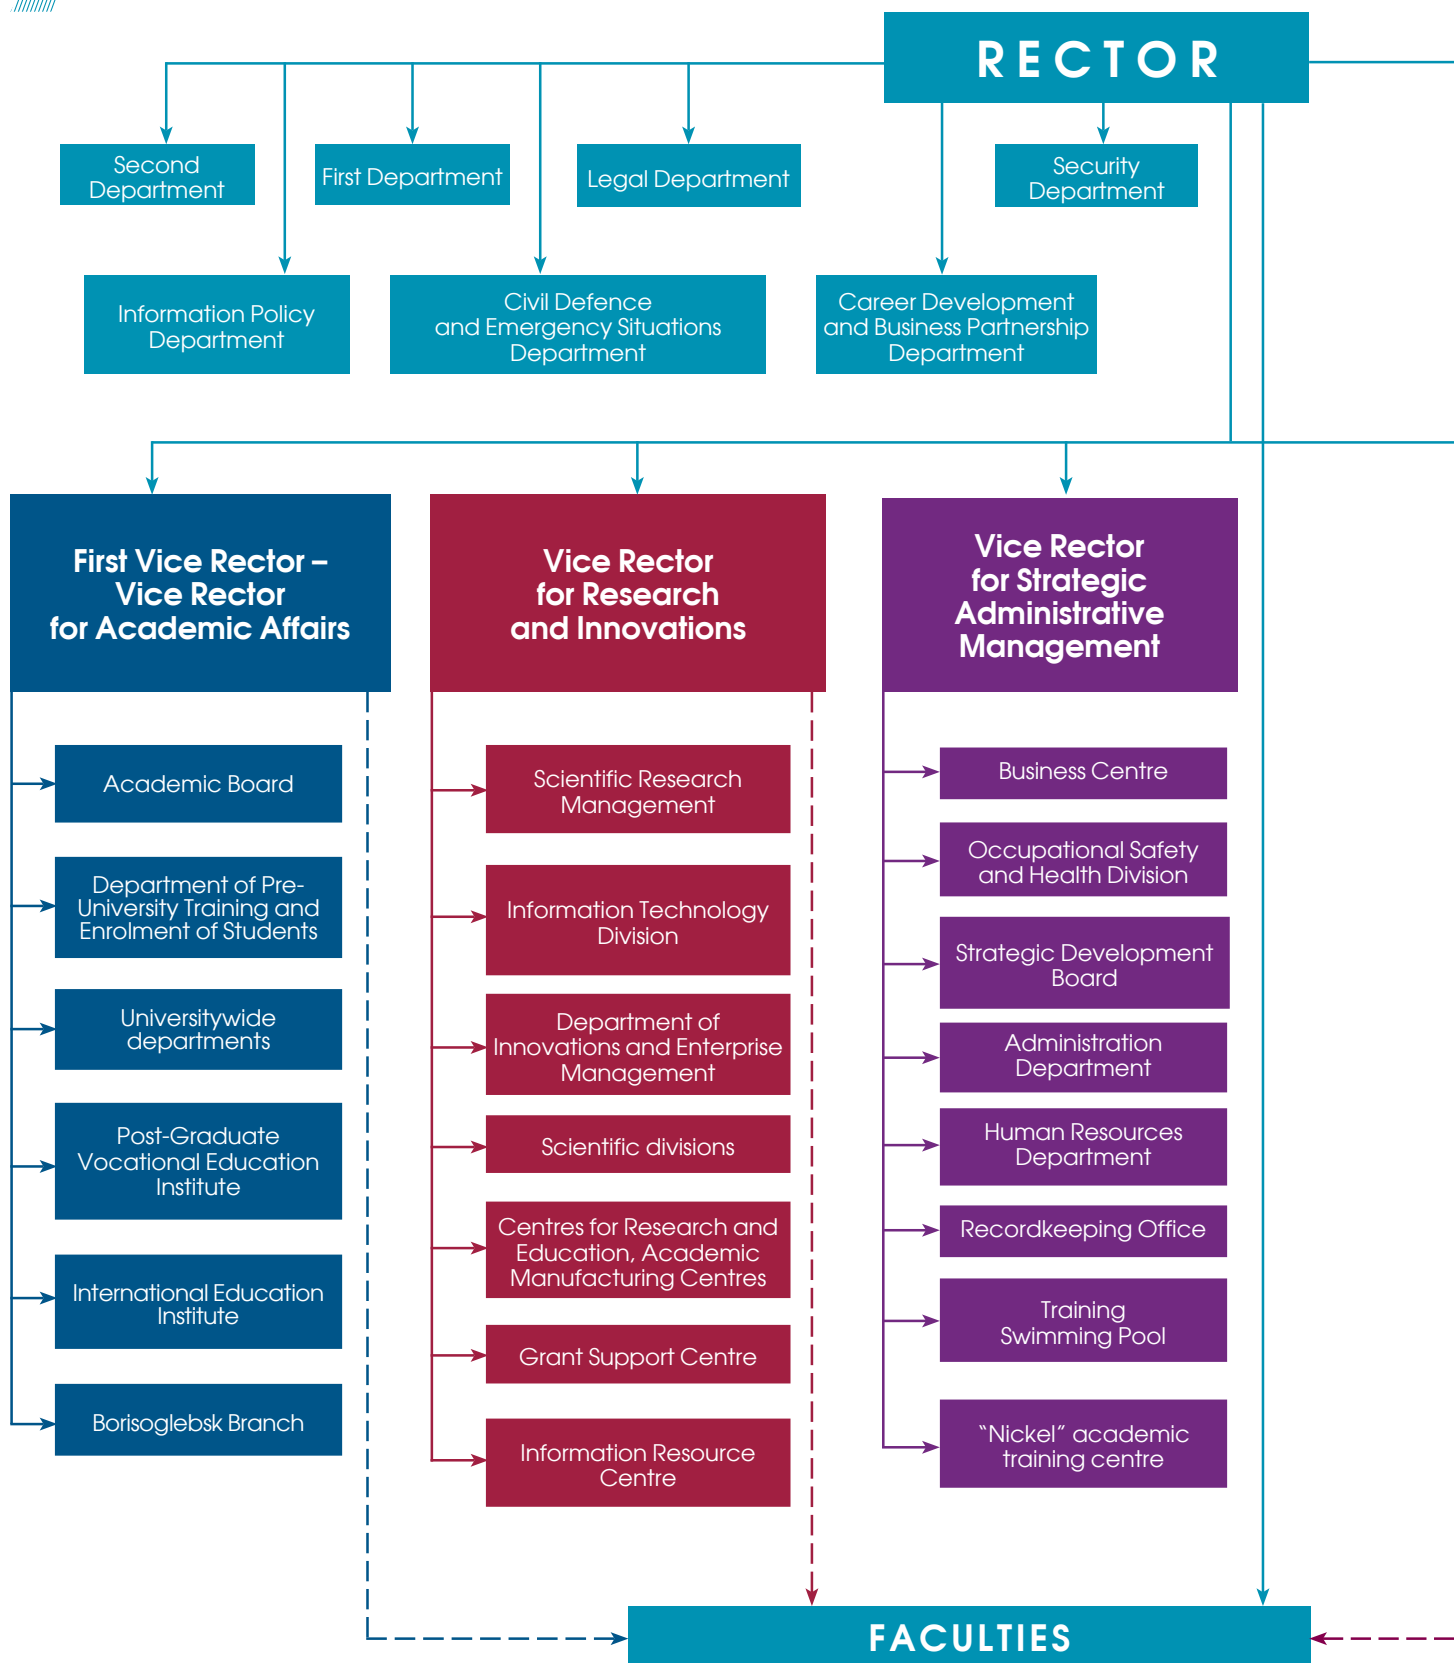 RECTOR
Second
Department
First Department
Legal Department
Security
Department
Information Policy
Department
Civil Defence
and Emergency Situations
Department
Career Development
and Business Partnership
Department
First Vice Rector –
Vice Rector
for Academic Affairs
Academic Board
Department of Pre-
University Training and
Enrolment of Students
Universitywide
departments
Post-Graduate
Vocational Education
Institute
International Education
Institute
Borisoglebsk Branch
Vice Rector
for Research
and Innovations
Scientific Research
Management
Information Technology
Division
Department of
Innovations and Enterprise
Management
Scientific divisions
Centres for Research and
Education, Academic
Manufacturing Centres
Grant Support Centre
Information Resource
Centre
Vice Rector
for Strategic
Administrative
Management
Business Centre
Occupational Safety
and Health Division
Strategic Development
Board
Administration
Department
Human Resources
Department
Recordkeeping Office
Training
Swimming Pool
“Nickel” academic
training centre
FACULTIES